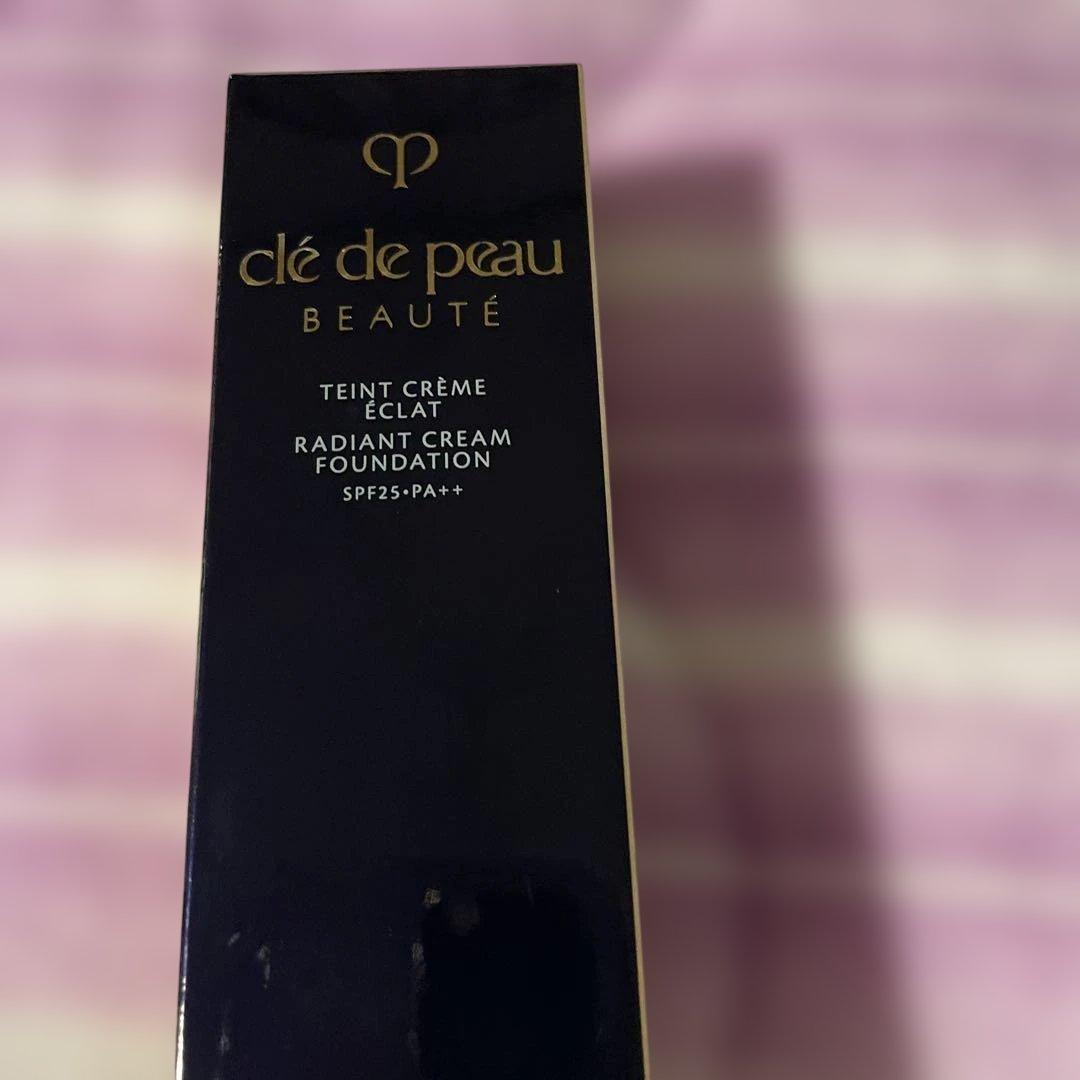 clé de peau
BEAUTÉ
TEINT CRÈME
ÉCLAT
RADIANT CREAM
FOUNDATION
SPF25•PA++